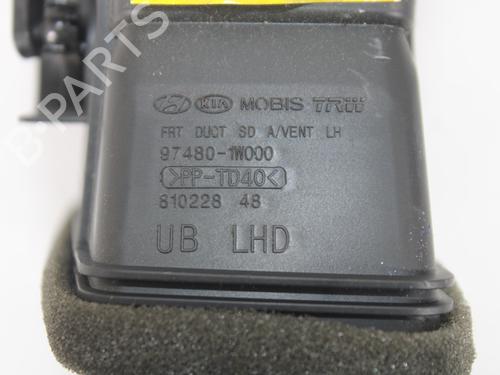 KIA MOBIS TRW
FRT DUCT SD A/VENT LH
97480-1W000
>PP-TD40<
810228 48
UB LHD
B-PARTS